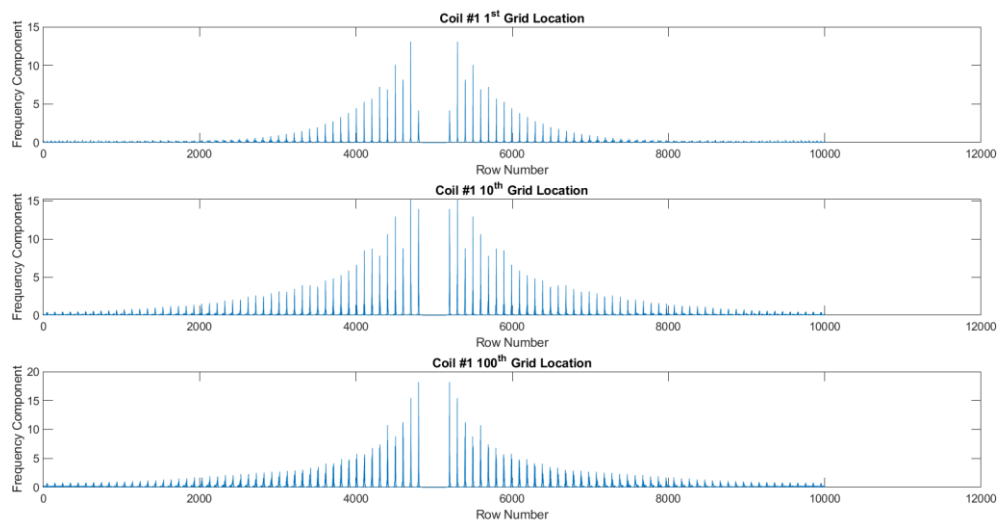 Coil #1 1st Grid Location
15
10
5
0
Frequency Component
0 2000 4000 6000 8000 10000 12000
Row Number
Coil #1 10th Grid Location
15
10
5
0
Frequency Component
0 2000 4000 6000 8000 10000 12000
Row Number
Coil #1 100th Grid Location
20
15
10
5
0
Frequency Component
0 2000 4000 6000 8000 10000 12000
Row Number